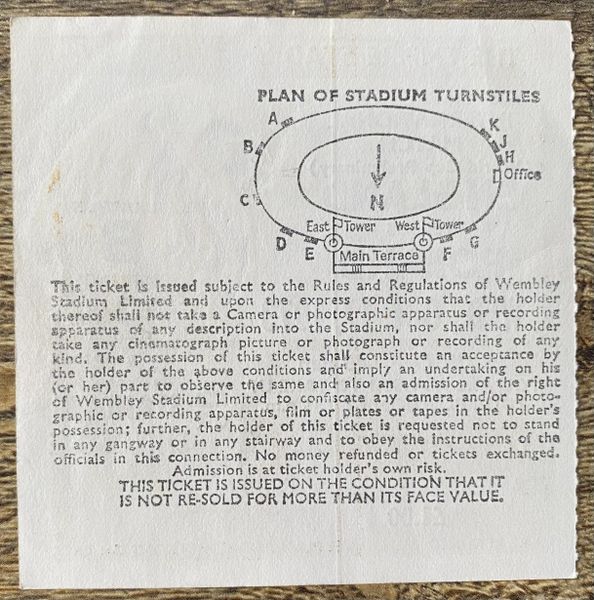 PLAN OF STADIUM TURNSTILES
A
K
B
J
H
Office
C
N
East Tower
West Tower
D
E
F
G
Main Terrace
This ticket is issued subject to the Rules and Regulations of Wembley
Stadium Limited and upon the express conditions that the holder
thereof shall not take a Camera or photographic apparatus or recording
apparatus of any description into the Stadium, nor shall the holder
take any cinematograph picture or photograph or recording of any
kind. The possession of this ticket shall constitute an acceptance by
the holder of the above conditions and imply an undertaking on his
(or her) part to observe the same and also an admission of the right
of Wembley Stadium Limited to confiscate any camera and/or photo-
graphic or recording apparatus, film or plates or tapes in the holder's
possession; further, the holder of this ticket is requested not to stand
in any gangway or in any stairway and to obey the instructions of the
officials in this connection. No money refunded or tickets exchanged.
Admission is at ticket holder's own risk.
THIS TICKET IS ISSUED ON THE CONDITION THAT IT
IS NOT RE-SOLD FOR MORE THAN ITS FACE VALUE.